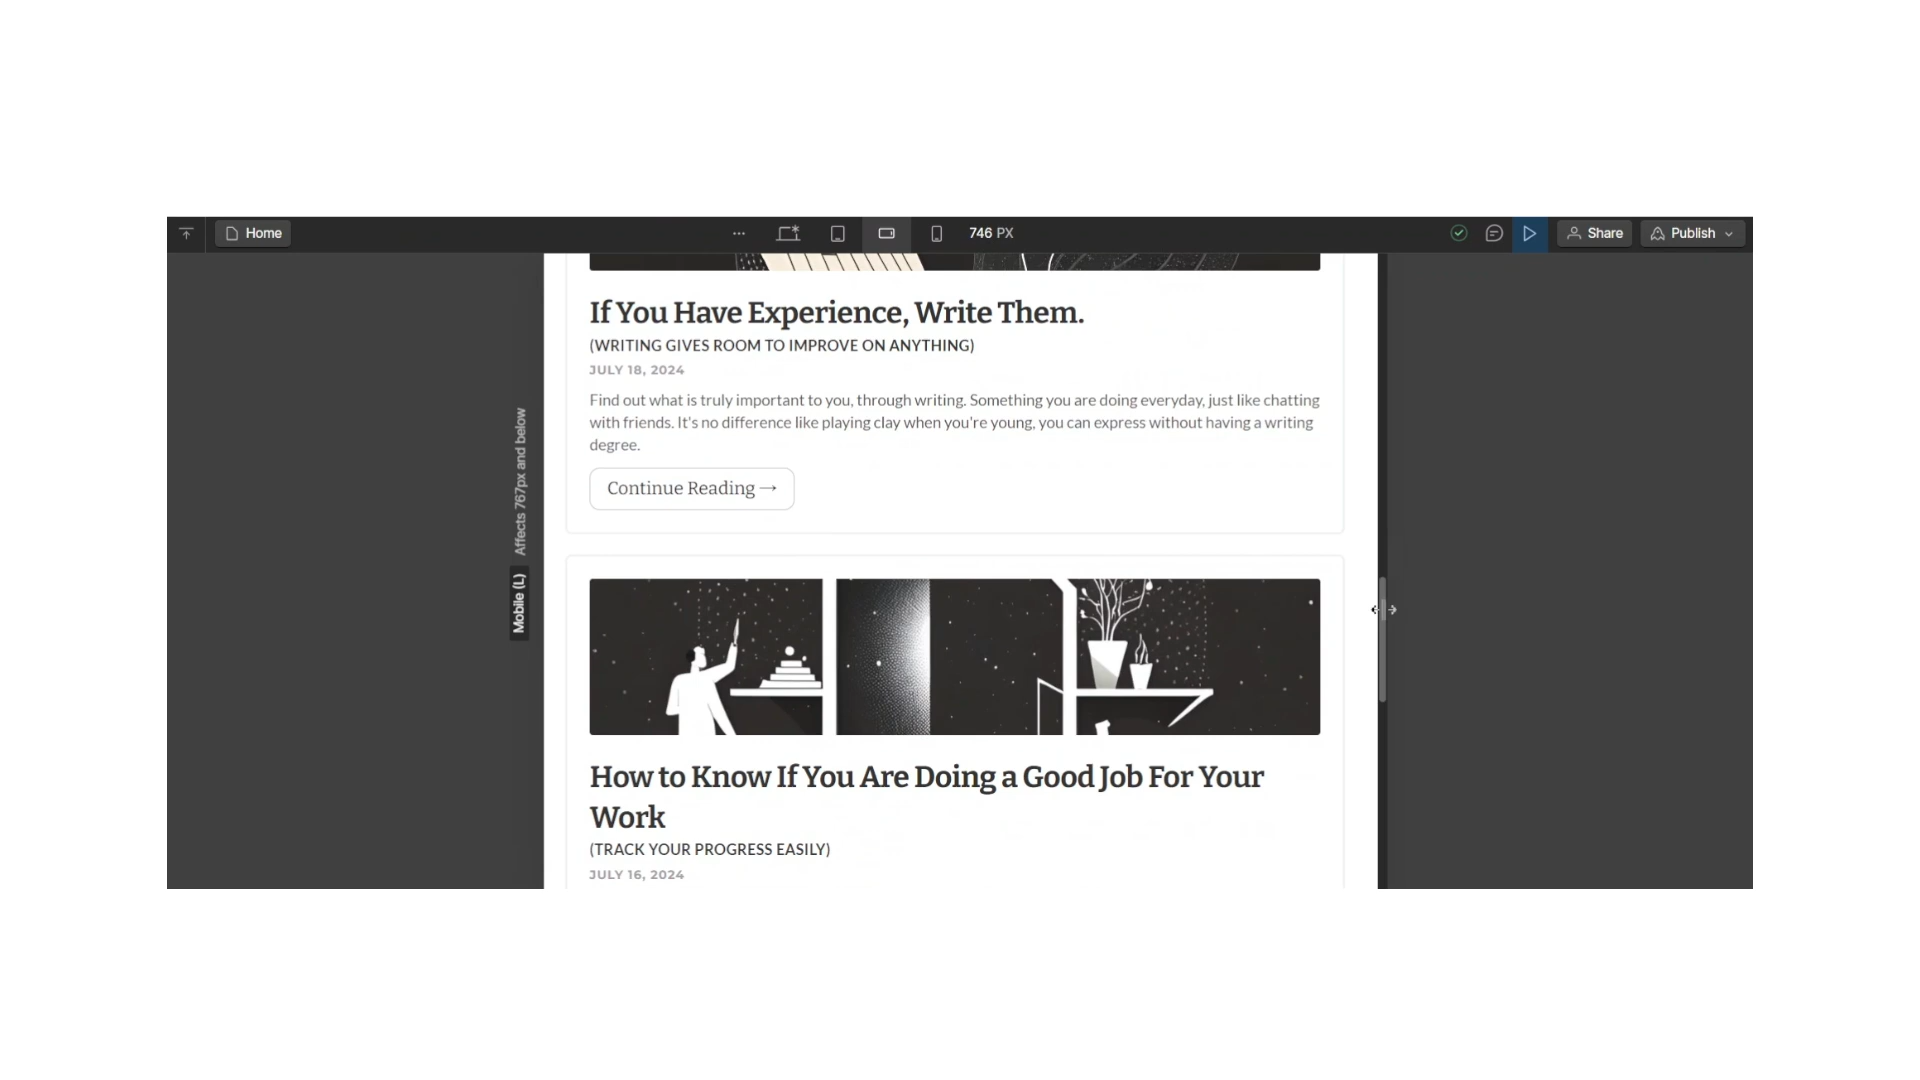 Home
746 PX
Share
Publish
If You Have Experience, Write Them.
(WRITING GIVES ROOM TO IMPROVE ON ANYTHING)
JULY 18, 2024
Find out what is truly important to you, through writing. Something you are doing everyday, just like chatting
with friends. It's no difference like playing clay when you're young, you can express without having a writing
degree.
Continue Reading →
Mobile (L) Affects 767px and below
How to Know If You Are Doing a Good Job For Your
Work
(TRACK YOUR PROGRESS EASILY)
JULY 16, 2024